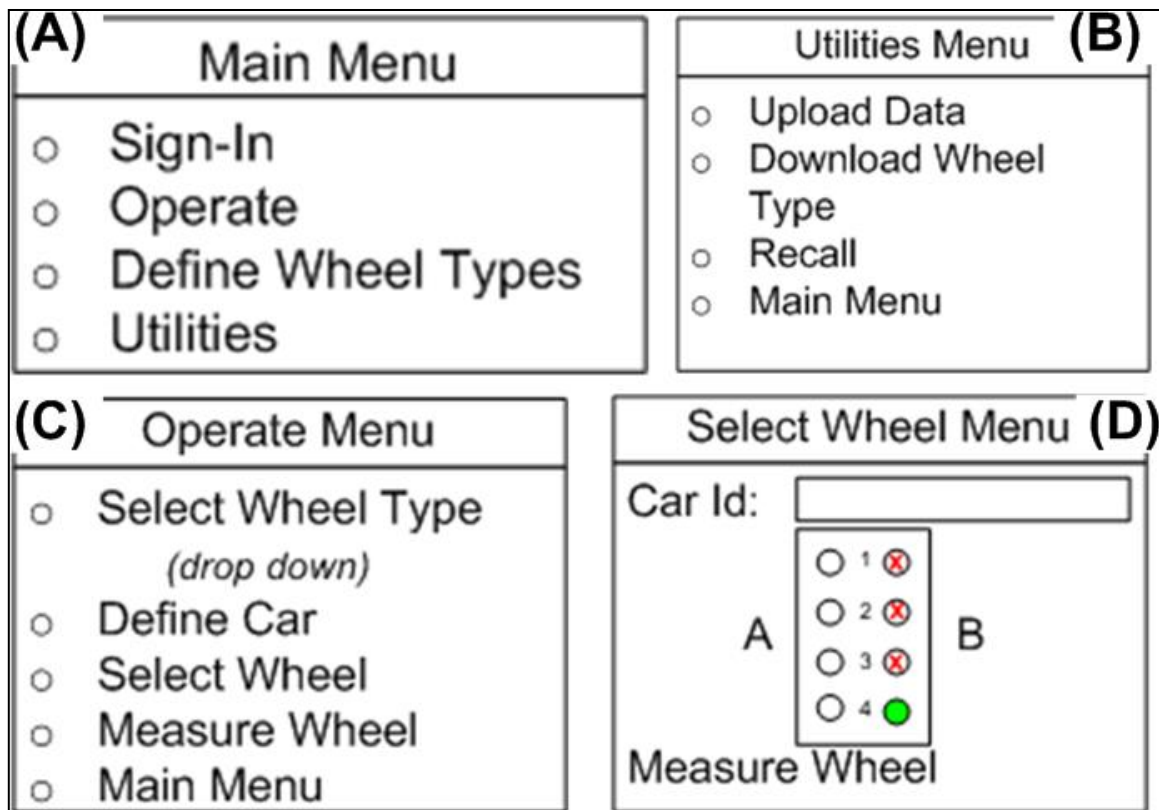 (A)
Main Menu
Sign-In
Operate
Define Wheel Types
Utilities
Utilities Menu
(B)
Upload Data
Download Wheel
Type
Recall
Main Menu
(C)
Operate Menu
Select Wheel Type
(drop down)
Define Car
Select Wheel
Measure Wheel
Main Menu
Select Wheel Menu
(D)
Car Id:
1 X
2 X
A
B
3 X
4
Measure Wheel